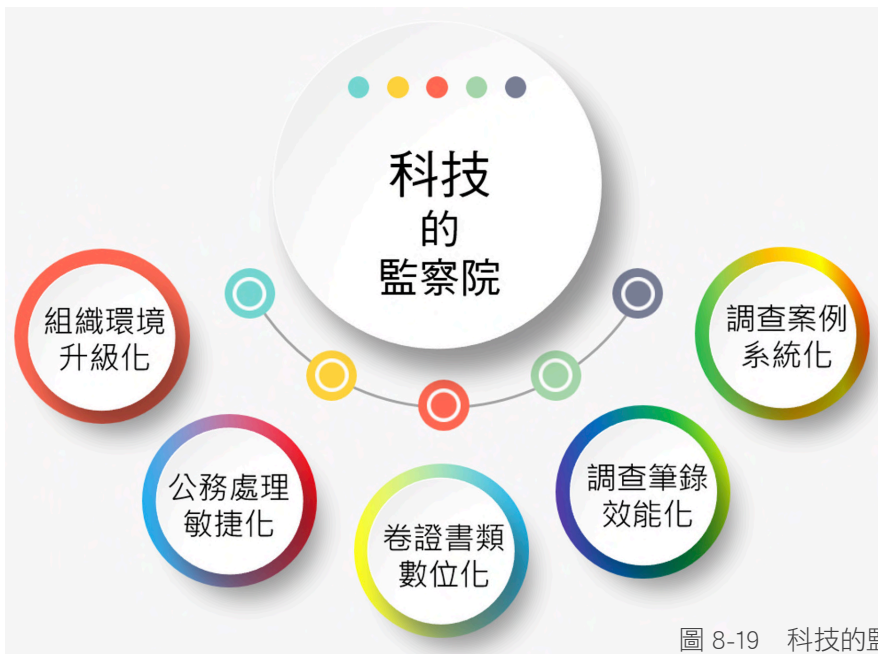 科技
的
監察院
組織環境
升級化
公務處理
敏捷化
卷證書類
數位化
調查筆錄
效能化
調查案例
系統化
圖 8-19 科技的